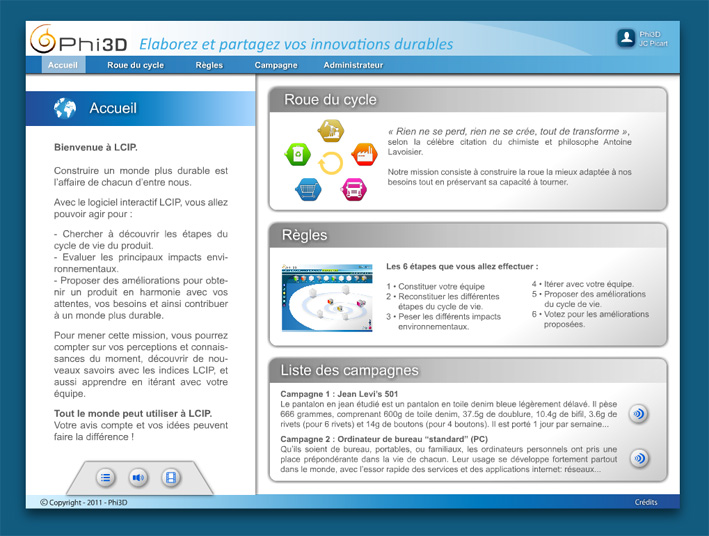 Phi3D
Elaborez et partagez vos innovations durables
Phi3D
JC Picart
Accueil Roue du cycle Règles Campagne Administrateur
Accueil
Bienvenue à LCIP.
Construire un monde plus durable est
l'affaire de chacun d'entre nous.
Avec le logiciel interactif LCIP, vous allez
pouvoir agir pour :
- Chercher à découvrir les étapes du
cycle de vie du produit.
- Evaluer les principaux impacts envi-
ronnementaux.
- Proposer des améliorations pour obte-
nir un produit en harmonie avec vos
attentes, vos besoins et ainsi contribuer
à un monde plus durable.
Pour mener cette mission, vous pourrez
compter sur vos perceptions et connais-
sances du moment, découvrir de nou-
veaux savoirs avec les indices LCIP, et
aussi apprendre en itérant avec votre
équipe.
Tout le monde peut utiliser à LCIP.
Votre avis compte et vos idées peuvent
faire la différence !
Roue du cycle
« Rien ne se perd, rien ne se crée, tout de transforme »,
selon la célèbre citation du chimiste et philosophe Antoine
Lavoisier.
Notre mission consiste à construire la roue la mieux adaptée à nos
besoins tout en préservant sa capacité à tourner.
Règles
Les 6 étapes que vous allez effectuer :
1 • Constituer votre équipe
2 • Reconstituer les différentes
étapes du cycle de vie.
3 • Peser les différents impacts
environnementaux.
4 • Itérer avec votre équipe.
5 • Proposer des améliorations
du cycle de vie.
6 • Votez pour les améliorations
proposées.
Liste des campagnes
Campagne 1 : Jean Levi's 501
Le pantalon en jean étudié est un pantalon en toile denim bleue légèrement délavé. Il pèse
666 grammes, comprenant 600g de toile denim, 37.5g de doublure, 10.4g de bifil, 3.6g de
rivets (pour 6 rivets) et 14g de boutons (pour 4 boutons). Il est porté 1 jour par semaine...
Campagne 2 : Ordinateur de bureau “standard” (PC)
Qu'ils soient de bureau, portables, ou familiaux, les ordinateurs personnels ont pris une
place prépondérante dans la vie de chacun. Leur usage se développe fortement partout
dans le monde, avec l'essor rapide des services et des applications internet: réseaux...
© Copyright - 2011 - Phi3D
Crédits